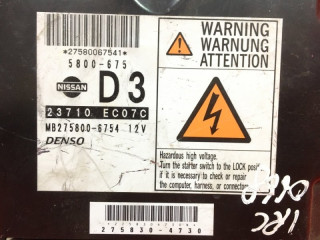 *27580067541*
5800-675
NISSAN
D3
23710 EC07C
MB275800-6754 12V
DENSO
WARNING
WARNUNG
ATTENTION
Hazardous high voltage.
Turn the starter switch to the LOCK posi
if it is necessary to check or repair
the computer, harness, or connectors
275830-4730